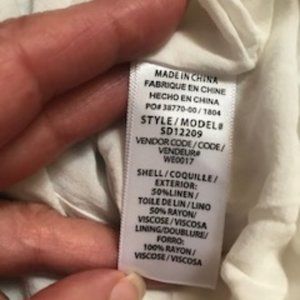 MADE IN CHINA
FABRIQUE EN CHINE
HECHO EN CHINA
PO# 38770-00 / 1804
STYLE / MODEL#
SD12209
VENDOR CODE / CODE /
VENDEUR#
WE0017
SHELL / COQUILLE /
EXTERIOR:
50% LINEN /
TOILE DE LIN / LINO
50% RAYON/
VISCOSE / VISCOSA
LINING/DOUBLURE/
FORRO:
100% RAYON/
VISCOSE / VISCOSA